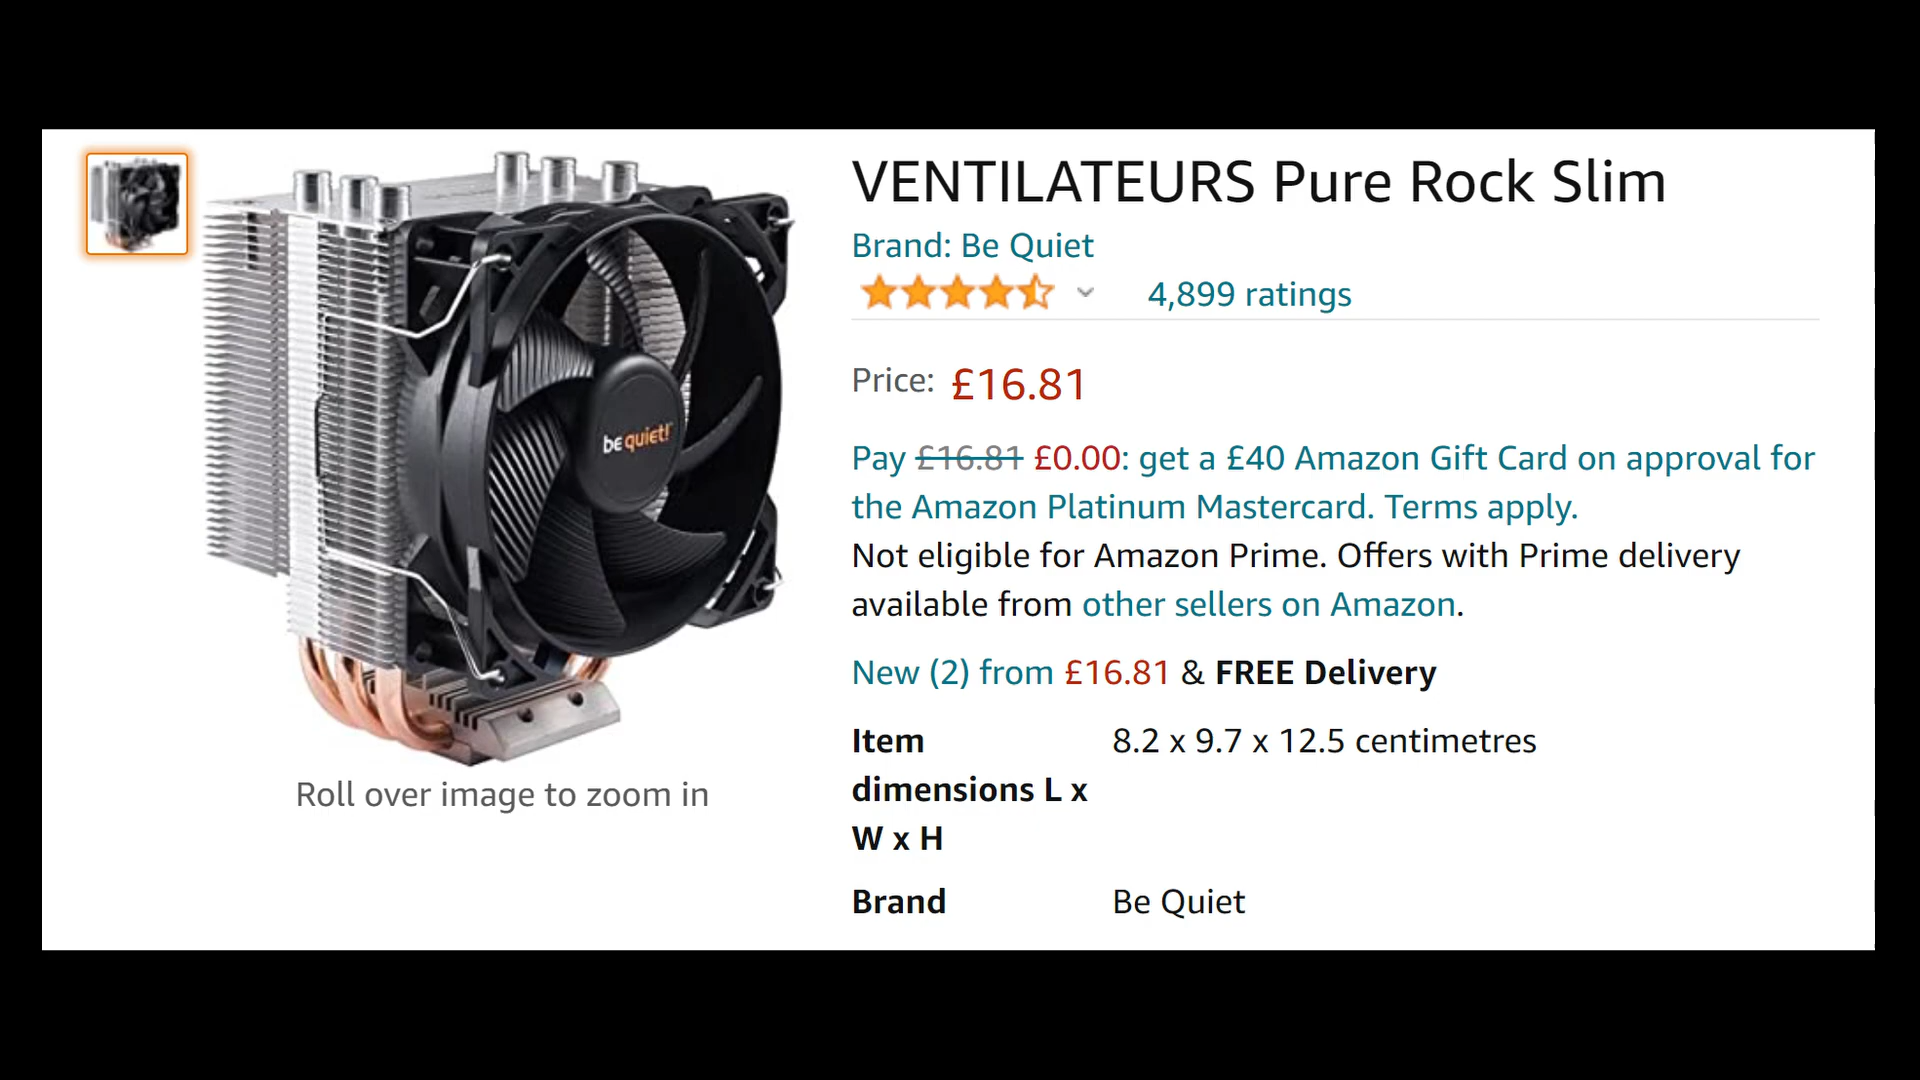 VENTILATEURS Pure Rock Slim
Brand: Be Quiet
4,899 ratings
Price: £16.81
Pay £16.81 £0.00: get a £40 Amazon Gift Card on approval for
the Amazon Platinum Mastercard. Terms apply.
Not eligible for Amazon Prime. Offers with Prime delivery
available from other sellers on Amazon.
New (2) from £16.81 & FREE Delivery
Item 8.2 x 9.7 x 12.5 centimetres
dimensions L x
W x H
Brand Be Quiet
be quiet!
Roll over image to zoom in